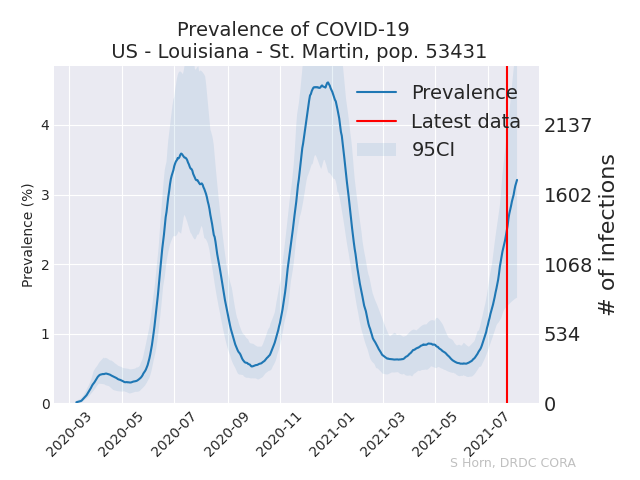 Prevalence of COVID-19
US - Louisiana - St. Martin, pop. 53431
Prevalence
Latest data
95CI
Prevalence (%)
4
3
2
1
0
2137
1602
1068
534
0
# of infections
2020-03
2020-05
2020-07
2020-09
2020-11
2021-01
2021-03
2021-05
2021-07
S Horn, DRDC CORA